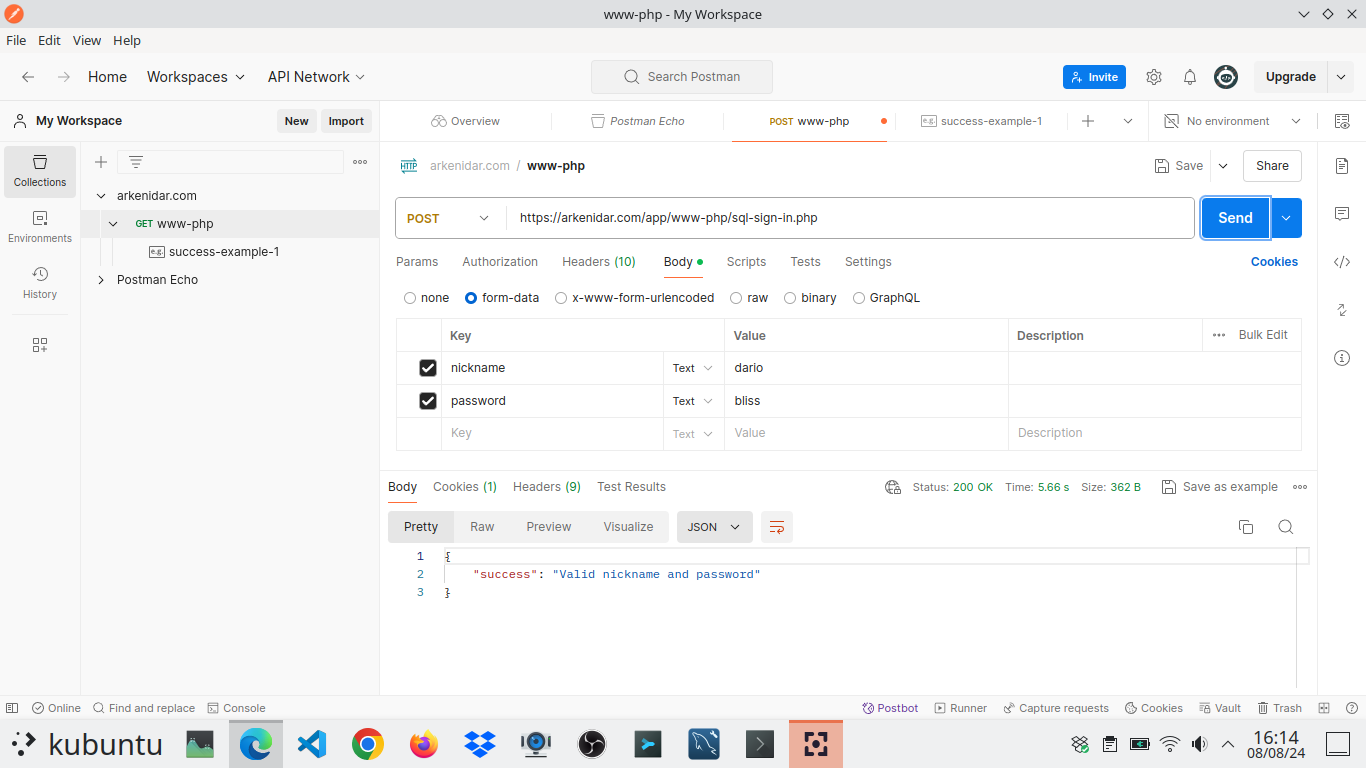 www-php - My Workspace
File Edit View Help
Home Workspaces API Network Search Postman Invite Upgrade
My Workspace New Import Overview Postman Echo POST www-php e.g. success-example-1 No environment
Collections
Environments
History
arkenidar.com
GET www-php
e.g. success-example-1
Postman Echo
HTTP arkenidar.com / www-php Save Share
POST https://arkenidar.com/app/www-php/sql-sign-in.php Send
Params Authorization Headers (10) Body Scripts Tests Settings Cookies
none form-data x-www-form-urlencoded raw binary GraphQL
Key Value Description Bulk Edit
nickname Text dario
password Text bliss
Key Text Value Description
Body Cookies (1) Headers (9) Test Results Status: 200 OK Time: 5.66 s Size: 362 B Save as example
Pretty Raw Preview Visualize JSON
1 {
2 "success": "Valid nickname and password"
3 }
Online Find and replace Console Postbot Runner Capture requests Cookies Vault Trash
kubuntu 16:14
08/08/24